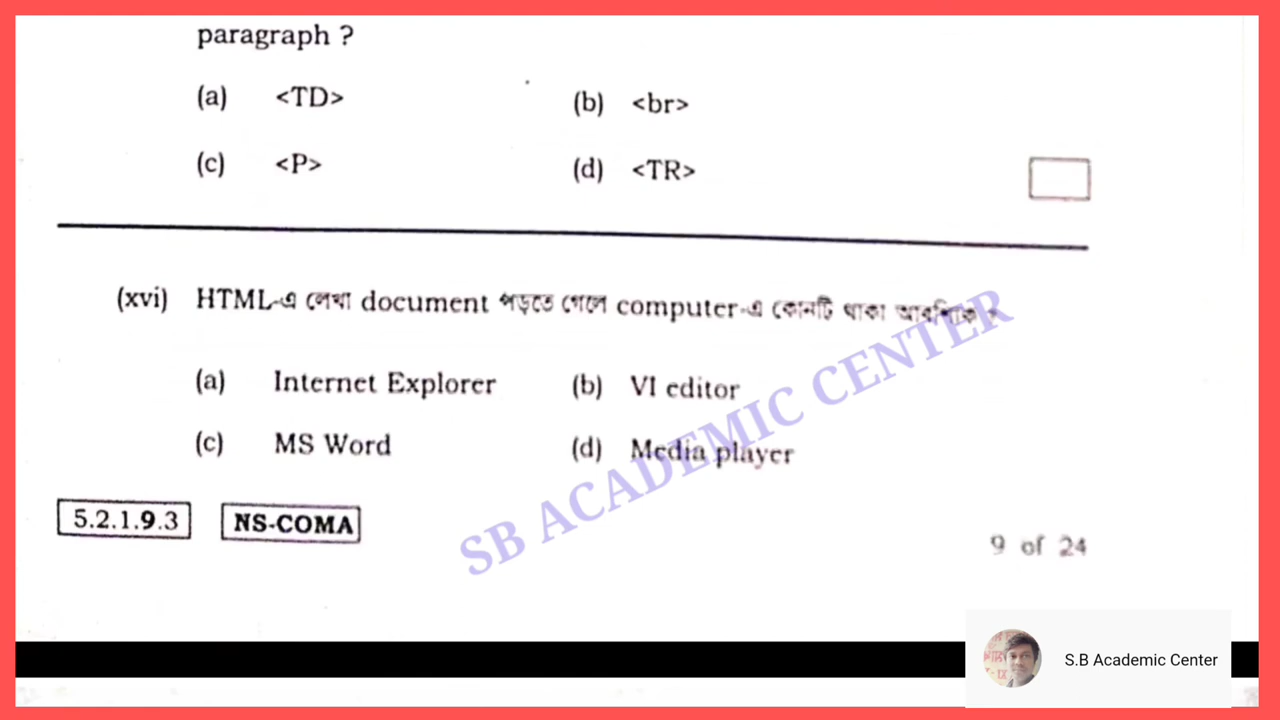 paragraph ?
(a) <TD> (b) <br>
(c) <P> (d) <TR>
(xvi) HTML-এ লেখা document পড়তে গেলে computer-এ কোনটি থাকা আবশ্যিক ?
(a) Internet Explorer (b) VI editor
(c) MS Word (d) Media player
SB ACADEMIC CENTER
5.2.1.9.3 NS-COMA
9 of 24
S.B Academic Center